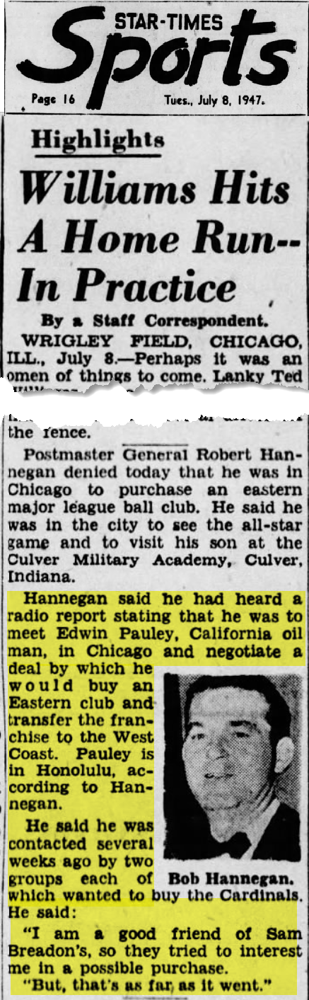 STAR-TIMES
Sports
Page 16 Tues., July 8, 1947.
Highlights
Williams Hits
A Home Run--
In Practice
By a Staff Correspondent.
WRIGLEY FIELD, CHICAGO,
ILL., July 8.—Perhaps it was an
omen of things to come. Lanky Ted
the fence.
Postmaster General Robert Han-
negan denied today that he was in
Chicago to purchase an eastern
major league ball club. He said he
was in the city to see the all-star
game and to visit his son at the
Culver Military Academy, Culver,
Indiana.
Hannegan said he had heard a
radio report stating that he was to
meet Edwin Pauley, California oil
man, in Chicago and negotiate a
deal by which he
would buy an
Eastern club and
transfer the fran-
chise to the West
Coast. Pauley is
in Honolulu, ac-
cording to Han-
negan.
He said he was
contacted several
weeks ago by two
groups each of
which wanted to buy the Cardinals.
He said:
"I am a good friend of Sam
Breadon's, so they tried to interest
me in a possible purchase.
"But, that's as far as it went."
Bob Hannegan.